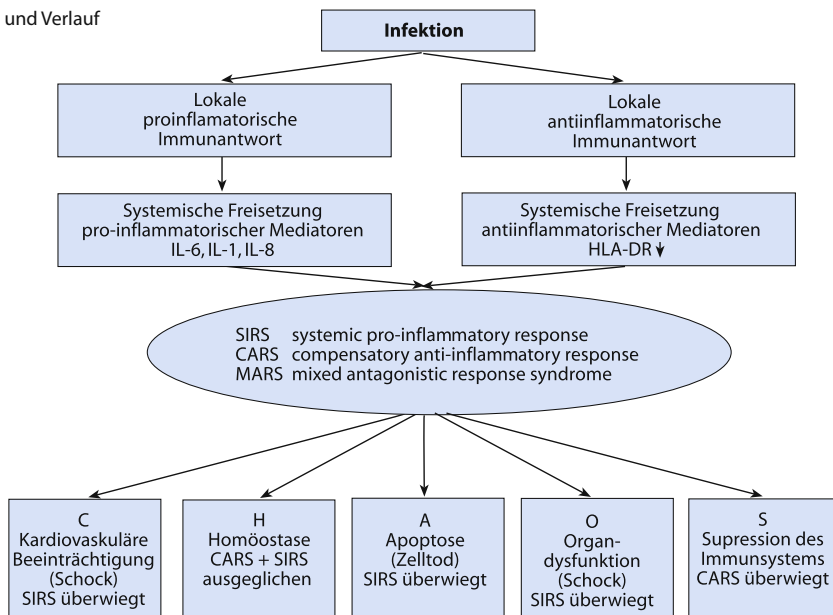 und Verlauf
Infektion
Lokale
proinflamatorische
Immunantwort
Lokale
antiinflammatorische
Immunantwort
Systemische Freisetzung
pro-inflammatorischer Mediatoren
IL-6, IL-1, IL-8
Systemische Freisetzung
antiinflammatorischer Mediatoren
HLA-DR ↓
SIRS systemic pro-inflammatory response
CARS compensatory anti-inflammatory response
MARS mixed antagonistic response syndrome
C
Kardiovaskuläre
Beeinträchtigung
(Schock)
SIRS überwiegt
H
Homöostase
CARS + SIRS
ausgeglichen
A
Apoptose
(Zelltod)
SIRS überwiegt
O
Organ-
dysfunktion
(Schock)
SIRS überwiegt
S
Supression des
Immunsystems
CARS überwiegt